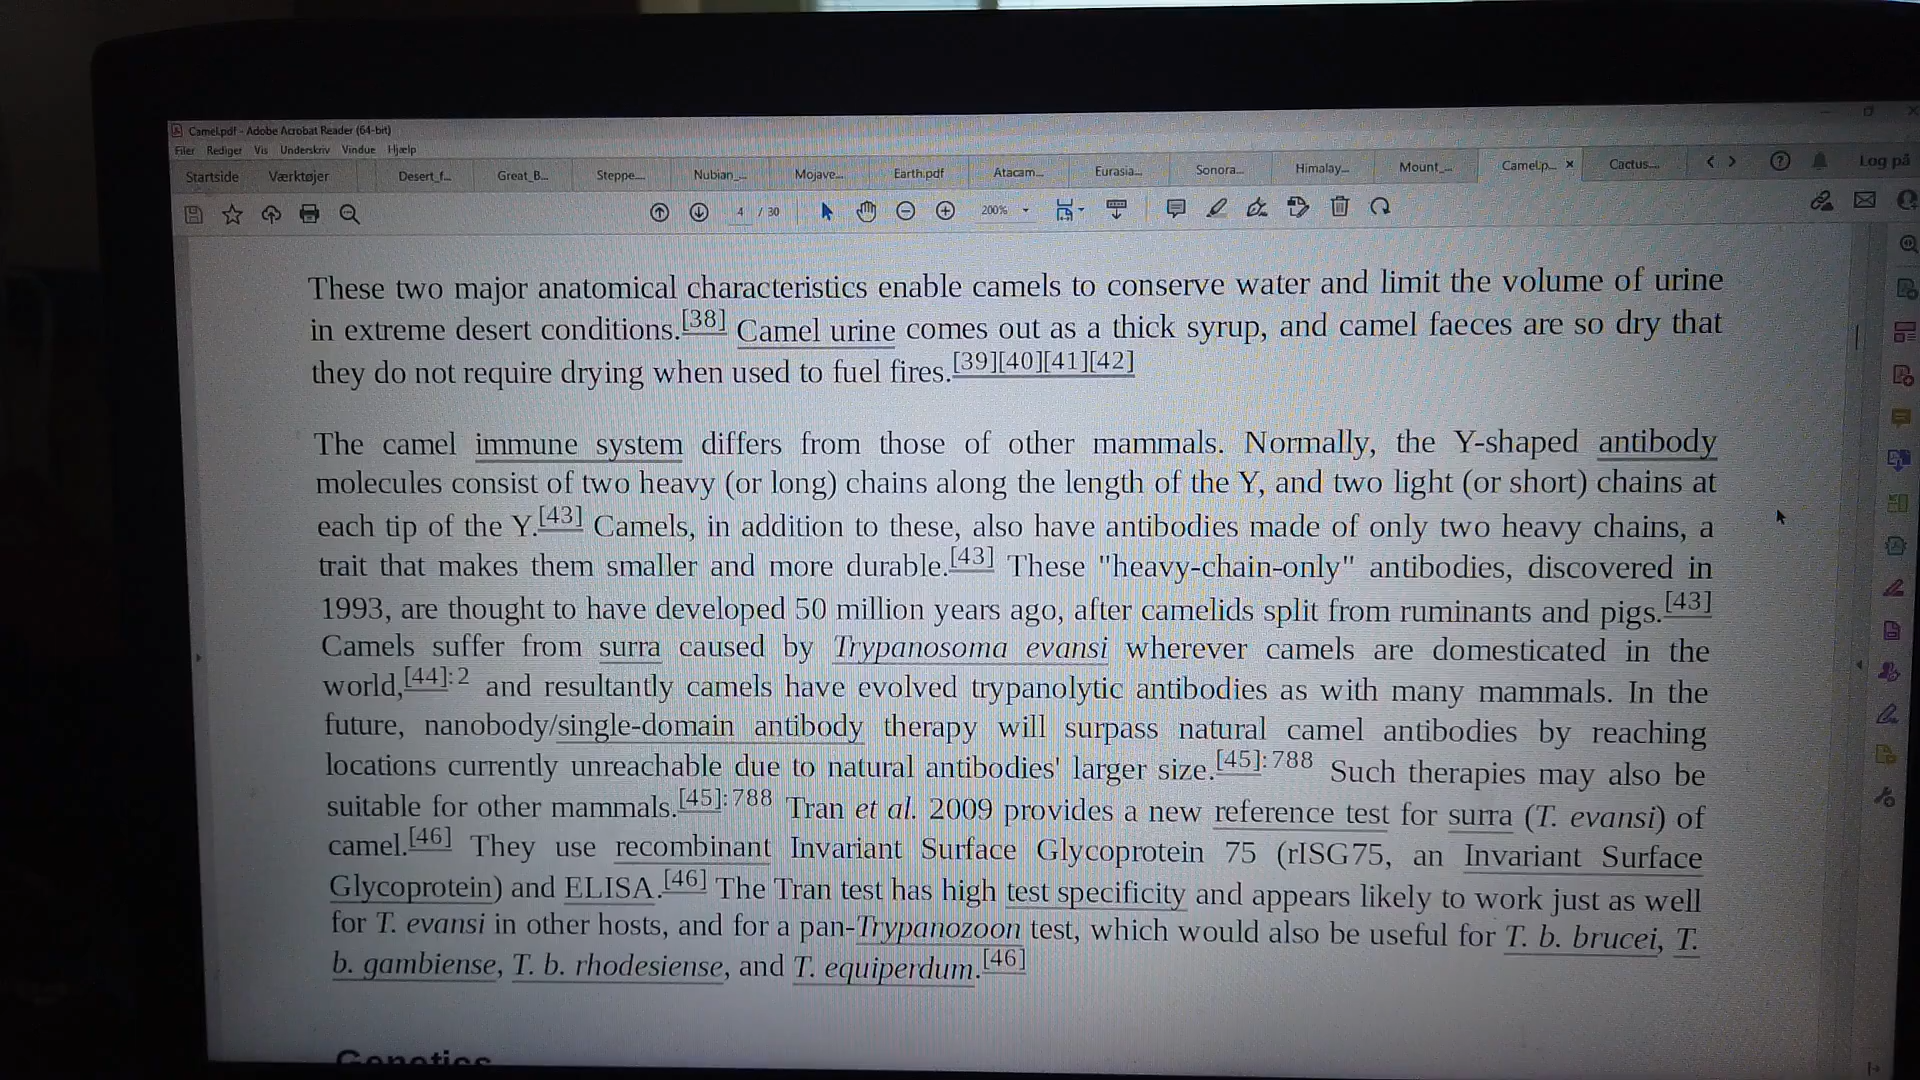 Camel.pdf - Adobe Acrobat Reader (64-bit)
Filer Rediger Vis Underskriv Vindue Hjælp
Startside Værktøjer Desert_f... Great_B... Steppe... Nubian_... Mojave... Earth.pdf Atacam... Eurasia... Sonora... Himalay... Mount_... Camel.p... × Cactus.... Log på
4 / 30 200%
These two major anatomical characteristics enable camels to conserve water and limit the volume of urine
in extreme desert conditions.[38] Camel urine comes out as a thick syrup, and camel faeces are so dry that
they do not require drying when used to fuel fires.[39][40][41][42]
The camel immune system differs from those of other mammals. Normally, the Y-shaped antibody
molecules consist of two heavy (or long) chains along the length of the Y, and two light (or short) chains at
each tip of the Y.[43] Camels, in addition to these, also have antibodies made of only two heavy chains, a
trait that makes them smaller and more durable.[43] These "heavy-chain-only" antibodies, discovered in
1993, are thought to have developed 50 million years ago, after camelids split from ruminants and pigs.[43]
Camels suffer from surra caused by Trypanosoma evansi wherever camels are domesticated in the
world,[44]:2 and resultantly camels have evolved trypanolytic antibodies as with many mammals. In the
future, nanobody/single-domain antibody therapy will surpass natural camel antibodies by reaching
locations currently unreachable due to natural antibodies' larger size.[45]:788 Such therapies may also be
suitable for other mammals.[45]:788 Tran et al. 2009 provides a new reference test for surra (T. evansi) of
camel.[46] They use recombinant Invariant Surface Glycoprotein 75 (rISG75, an Invariant Surface
Glycoprotein) and ELISA.[46] The Tran test has high test specificity and appears likely to work just as well
for T. evansi in other hosts, and for a pan-Trypanozoon test, which would also be useful for T. b. brucei, T.
b. gambiense, T. b. rhodesiense, and T. equiperdum.[46]
Genetics